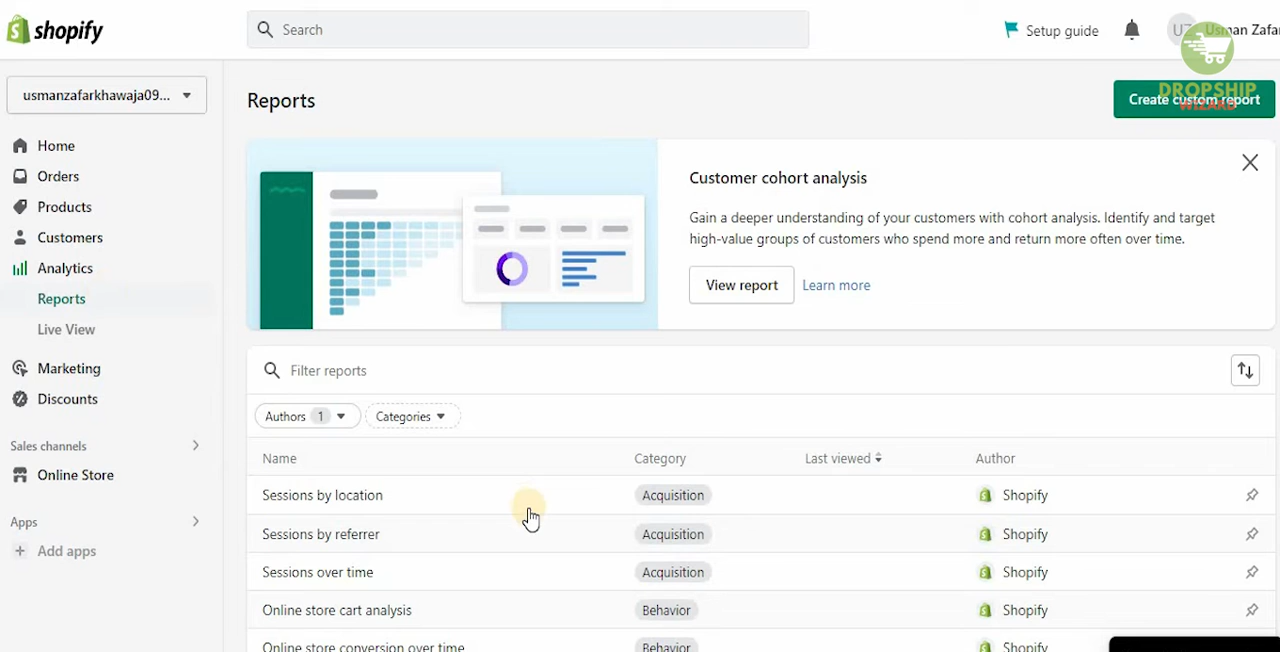 shopify
Search
Setup guide
UZ
Usman Zafar
DROPSHIP
WIZARD
usmanzafarkhawaja09...
Reports
Create custom report
Home
Orders
Products
Customers
Analytics
Reports
Live View
Marketing
Discounts
Sales channels
Online Store
Apps
Add apps
Customer cohort analysis
Gain a deeper understanding of your customers with cohort analysis. Identify and target
high-value groups of customers who spend more and return more often over time.
View report Learn more
Filter reports
Authors 1 Categories
Name Category Last viewed Author
Sessions by location Acquisition Shopify
Sessions by referrer Acquisition Shopify
Sessions over time Acquisition Shopify
Online store cart analysis Behavior Shopify
Online store conversion over time Behavior Shopify